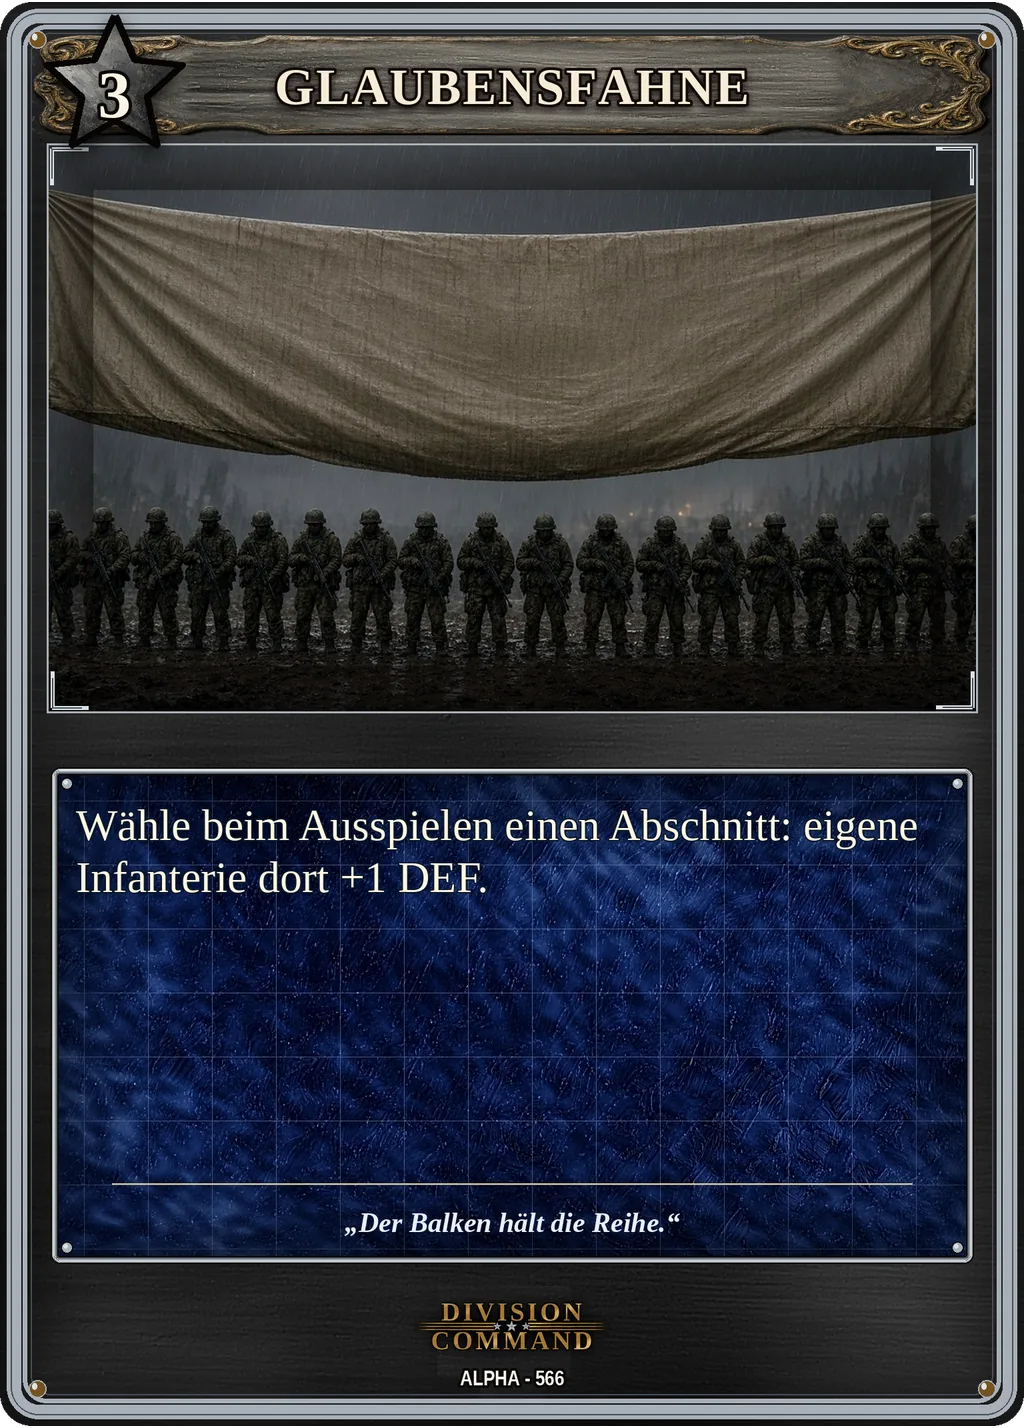 3
GLAUBENSFAHNE
Wähle beim Ausspielen einen Abschnitt: eigene
Infanterie dort +1 DEF.
„Der Balken hält die Reihe.“
DIVISION
COMMAND
ALPHA - 566